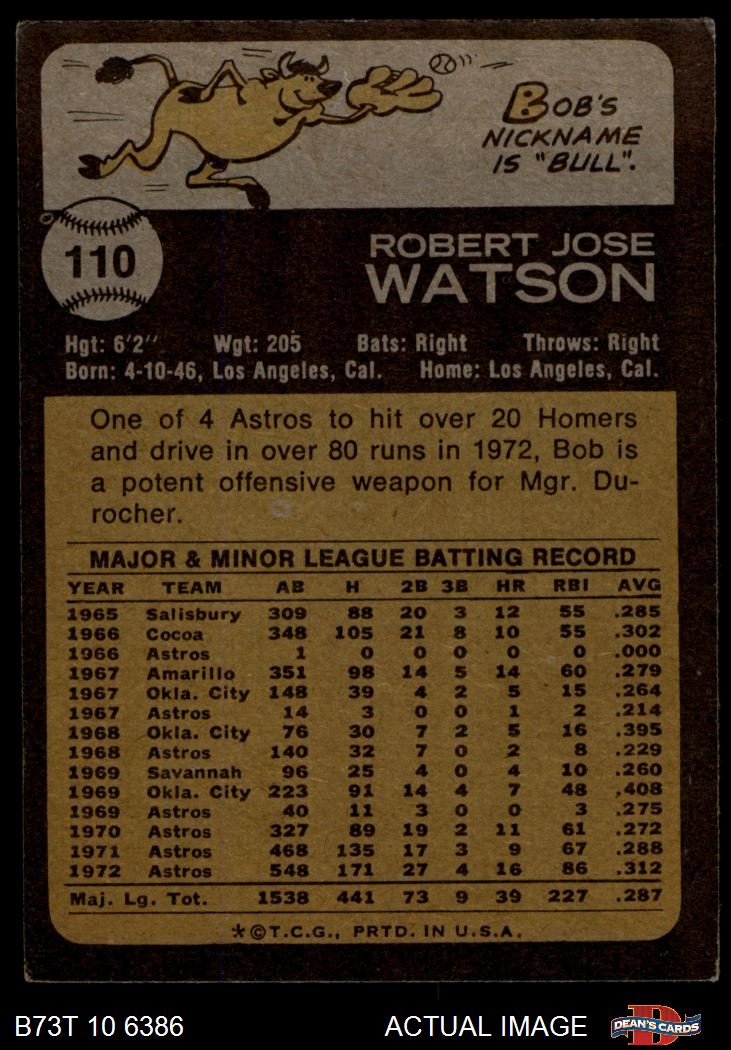 BOB'S
NICKNAME
IS "BULL".
110
ROBERT JOSE
WATSON
Hgt: 6'2" Wgt: 205 Bats: Right Throws: Right
Born: 4-10-46, Los Angeles, Cal. Home: Los Angeles, Cal.
One of 4 Astros to hit over 20 Homers
and drive in over 80 runs in 1972, Bob is
a potent offensive weapon for Mgr. Du-
rocher.
MAJOR & MINOR LEAGUE BATTING RECORD
YEAR TEAM AB H 2B 3B HR RBI AVG
1965 Salisbury 309 88 20 3 12 55 .285
1966 Cocoa 348 105 21 8 10 55 .302
1966 Astros 1 0 0 0 0 0 .000
1967 Amarillo 351 98 14 5 14 60 .279
1967 Okla. City 148 39 4 2 5 15 .264
1967 Astros 14 3 0 0 1 2 .214
1968 Okla. City 76 30 7 2 5 16 .395
1968 Astros 140 32 7 0 2 8 .229
1969 Savannah 96 25 4 0 4 10 .260
1969 Okla. City 223 91 14 4 7 48 .408
1969 Astros 40 11 3 0 0 3 .275
1970 Astros 327 89 19 2 11 61 .272
1971 Astros 468 135 17 3 9 67 .288
1972 Astros 548 171 27 4 16 86 .312
Maj. Lg. Tot. 1538 441 73 9 39 227 .287
*©T.C.G., PRTD. IN U.S.A.
B73T 10 6386 ACTUAL IMAGE D DEAN'S CARDS